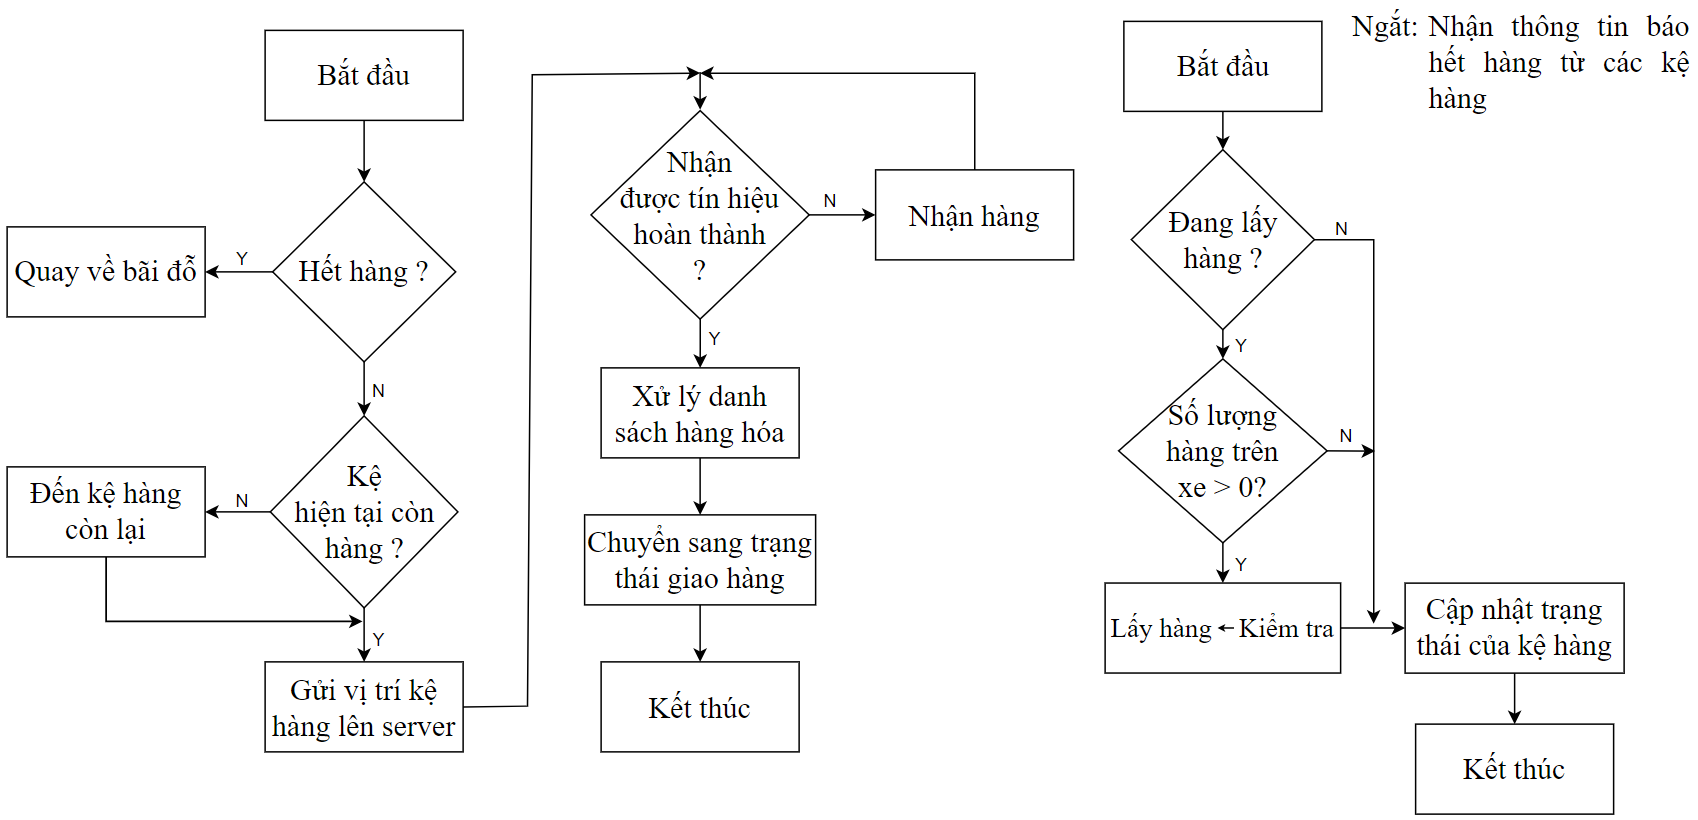 Bắt đầu
Hết hàng ?
Y
Quay về bãi đỗ
N
Kệ
hiện tại còn
hàng ?
N
Đến kệ hàng
còn lại
Y
Gửi vị trí kệ
hàng lên server
Nhận
được tín hiệu
hoàn thành
?
N
Nhận hàng
Y
Xử lý danh
sách hàng hóa
Chuyển sang trạng
thái giao hàng
Kết thúc
Ngắt: Nhận thông tin báo
hết hàng từ các kệ
hàng
Bắt đầu
Đang lấy
hàng ?
N
Y
Số lượng
hàng trên
xe > 0?
N
Y
Lấy hàng ← Kiểm tra
Cập nhật trạng
thái của kệ hàng
Kết thúc